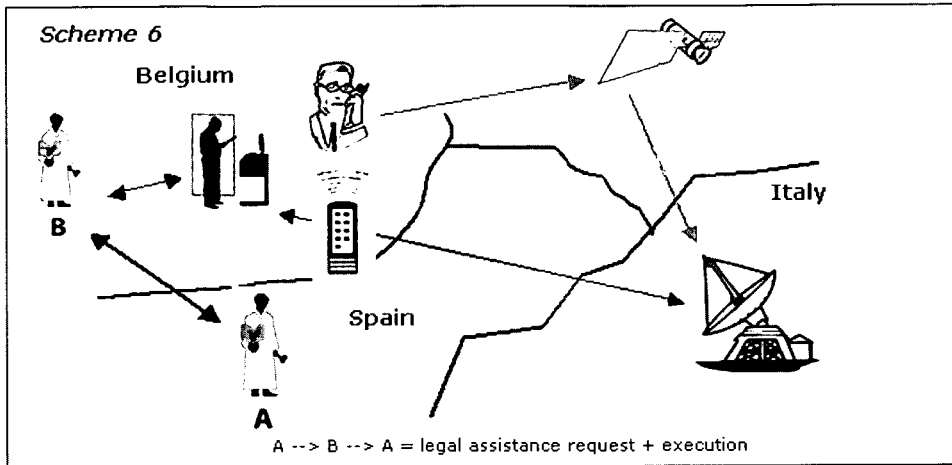 Scheme 6
Belgium
Italy
B
Spain
A
A --> B --> A = legal assistance request + execution